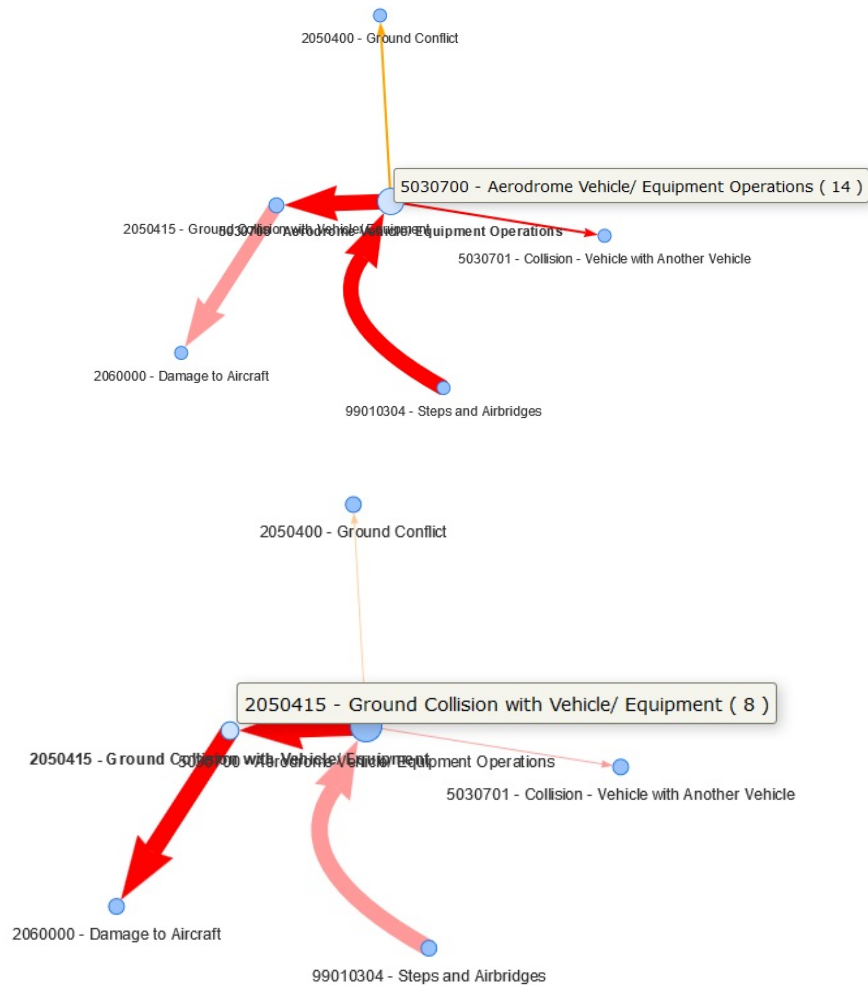 2050400 - Ground Conflict
5030700 - Aerodrome Vehicle/ Equipment Operations ( 14 )
2050415 - Ground Collision with Vehicle/ Equipment
5030700 - Aerodrome Vehicle/ Equipment Operations
5030701 - Collision - Vehicle with Another Vehicle
2060000 - Damage to Aircraft
99010304 - Steps and Airbridges
2050400 - Ground Conflict
2050415 - Ground Collision with Vehicle/ Equipment ( 8 )
2050415 - Ground Collision with Vehicle/ Equipment
5030700 - Aerodrome Vehicle/ Equipment Operations
5030701 - Collision - Vehicle with Another Vehicle
2060000 - Damage to Aircraft
99010304 - Steps and Airbridges